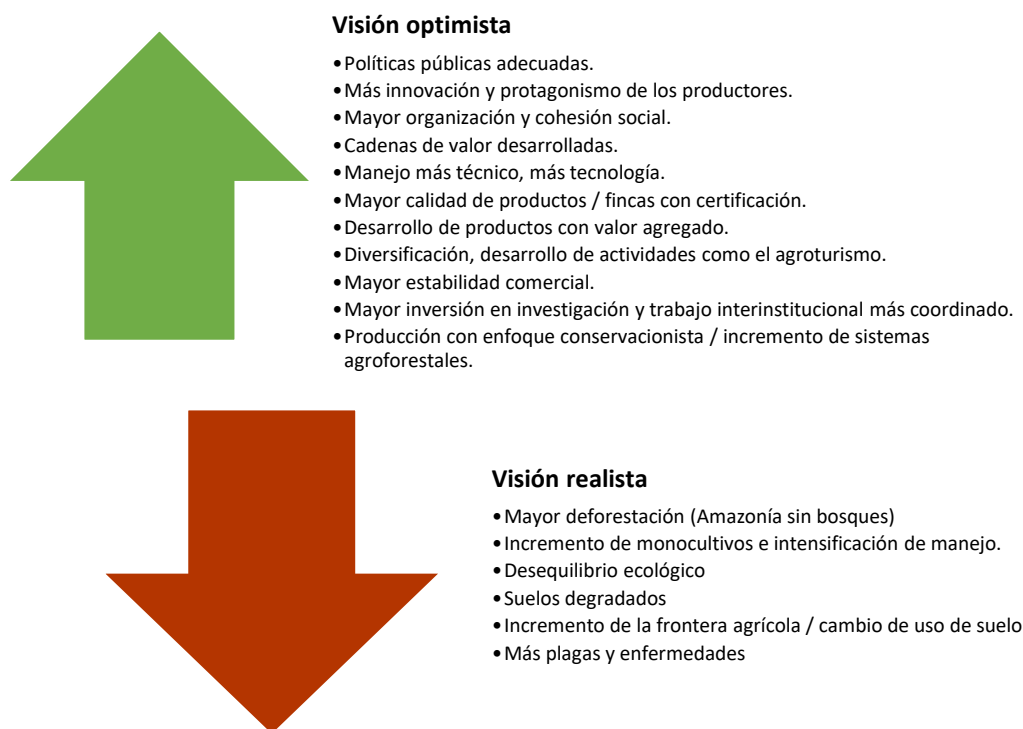 Visión optimista
•Políticas públicas adecuadas.
•Más innovación y protagonismo de los productores.
•Mayor organización y cohesión social.
•Cadenas de valor desarrolladas.
•Manejo más técnico, más tecnología.
•Mayor calidad de productos / fincas con certificación.
•Desarrollo de productos con valor agregado.
•Diversificación, desarrollo de actividades como el agroturismo.
•Mayor estabilidad comercial.
•Mayor inversión en investigación y trabajo interinstitucional más coordinado.
•Producción con enfoque conservacionista / incremento de sistemas
agroforestales.
Visión realista
•Mayor deforestación (Amazonía sin bosques)
•Incremento de monocultivos e intensificación de manejo.
•Desequilibrio ecológico
•Suelos degradados
•Incremento de la frontera agrícola / cambio de uso de suelo
•Más plagas y enfermedades